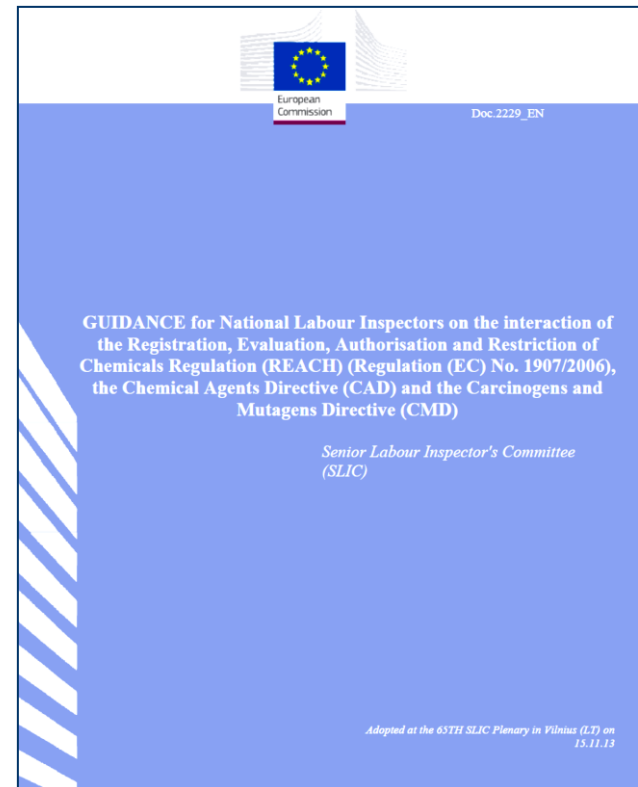 European
Commission
Doc.2229_EN
GUIDANCE for National Labour Inspectors on the interaction of
the Registration, Evaluation, Authorisation and Restriction of
Chemicals Regulation (REACH) (Regulation (EC) No. 1907/2006),
the Chemical Agents Directive (CAD) and the Carcinogens and
Mutagens Directive (CMD)
Senior Labour Inspector's Committee
(SLIC)
Adopted at the 65TH SLIC Plenary in Vilnius (LT) on
15.11.13